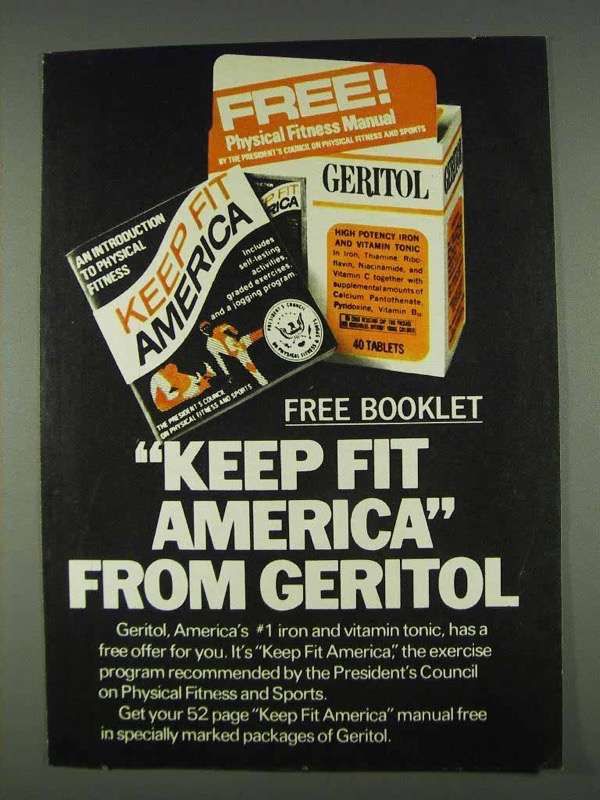 FREE!
Physical Fitness Manual
BY THE PRESIDENT'S COUNCIL ON PHYSICAL FITNESS AND SPORTS
GERITOL
HIGH POTENCY IRON
AND VITAMIN TONIC
In Iron, Thiamine, Ribo-
flavin, Niacinamide, and
Vitamin C together with
supplemental amounts of
Calcium Pantothenate,
Pyridoxine, Vitamin B12
40 TABLETS
AN INTRODUCTION
TO PHYSICAL
FITNESS
KEEP FIT
AMERICA
Includes
self-testing
activities,
graded exercises,
and a jogging program.
PRESIDENT'S COUNCIL
ON PHYSICAL FITNESS & SPORTS
THE PRESIDENT'S COUNCIL
ON PHYSICAL FITNESS AND SPORTS
FREE BOOKLET
"KEEP FIT
AMERICA"
FROM GERITOL
Geritol, America's #1 iron and vitamin tonic, has a
free offer for you. It's "Keep Fit America," the exercise
program recommended by the President's Council
on Physical Fitness and Sports.
Get your 52 page "Keep Fit America" manual free
in specially marked packages of Geritol.